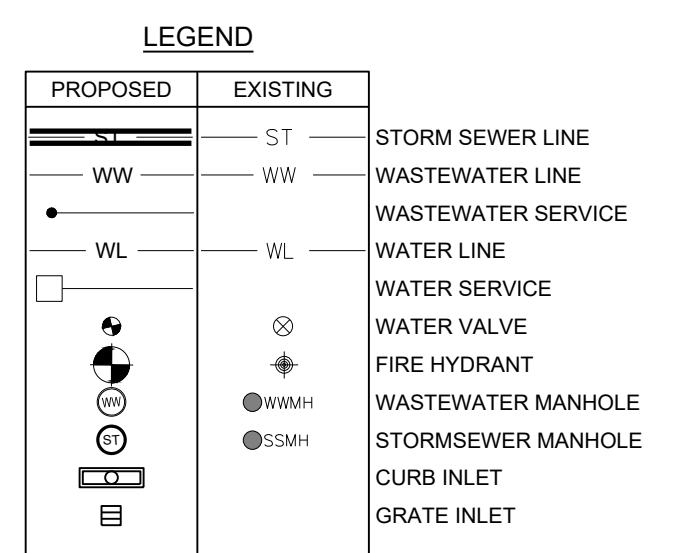 LEGEND
PROPOSED EXISTING
ST ST STORM SEWER LINE
WW WW WASTEWATER LINE
WASTEWATER SERVICE
WL WL WATER LINE
WATER SERVICE
WATER VALVE
FIRE HYDRANT
WW WWMH WASTEWATER MANHOLE
ST SSMH STORMSEWER MANHOLE
CURB INLET
GRATE INLET